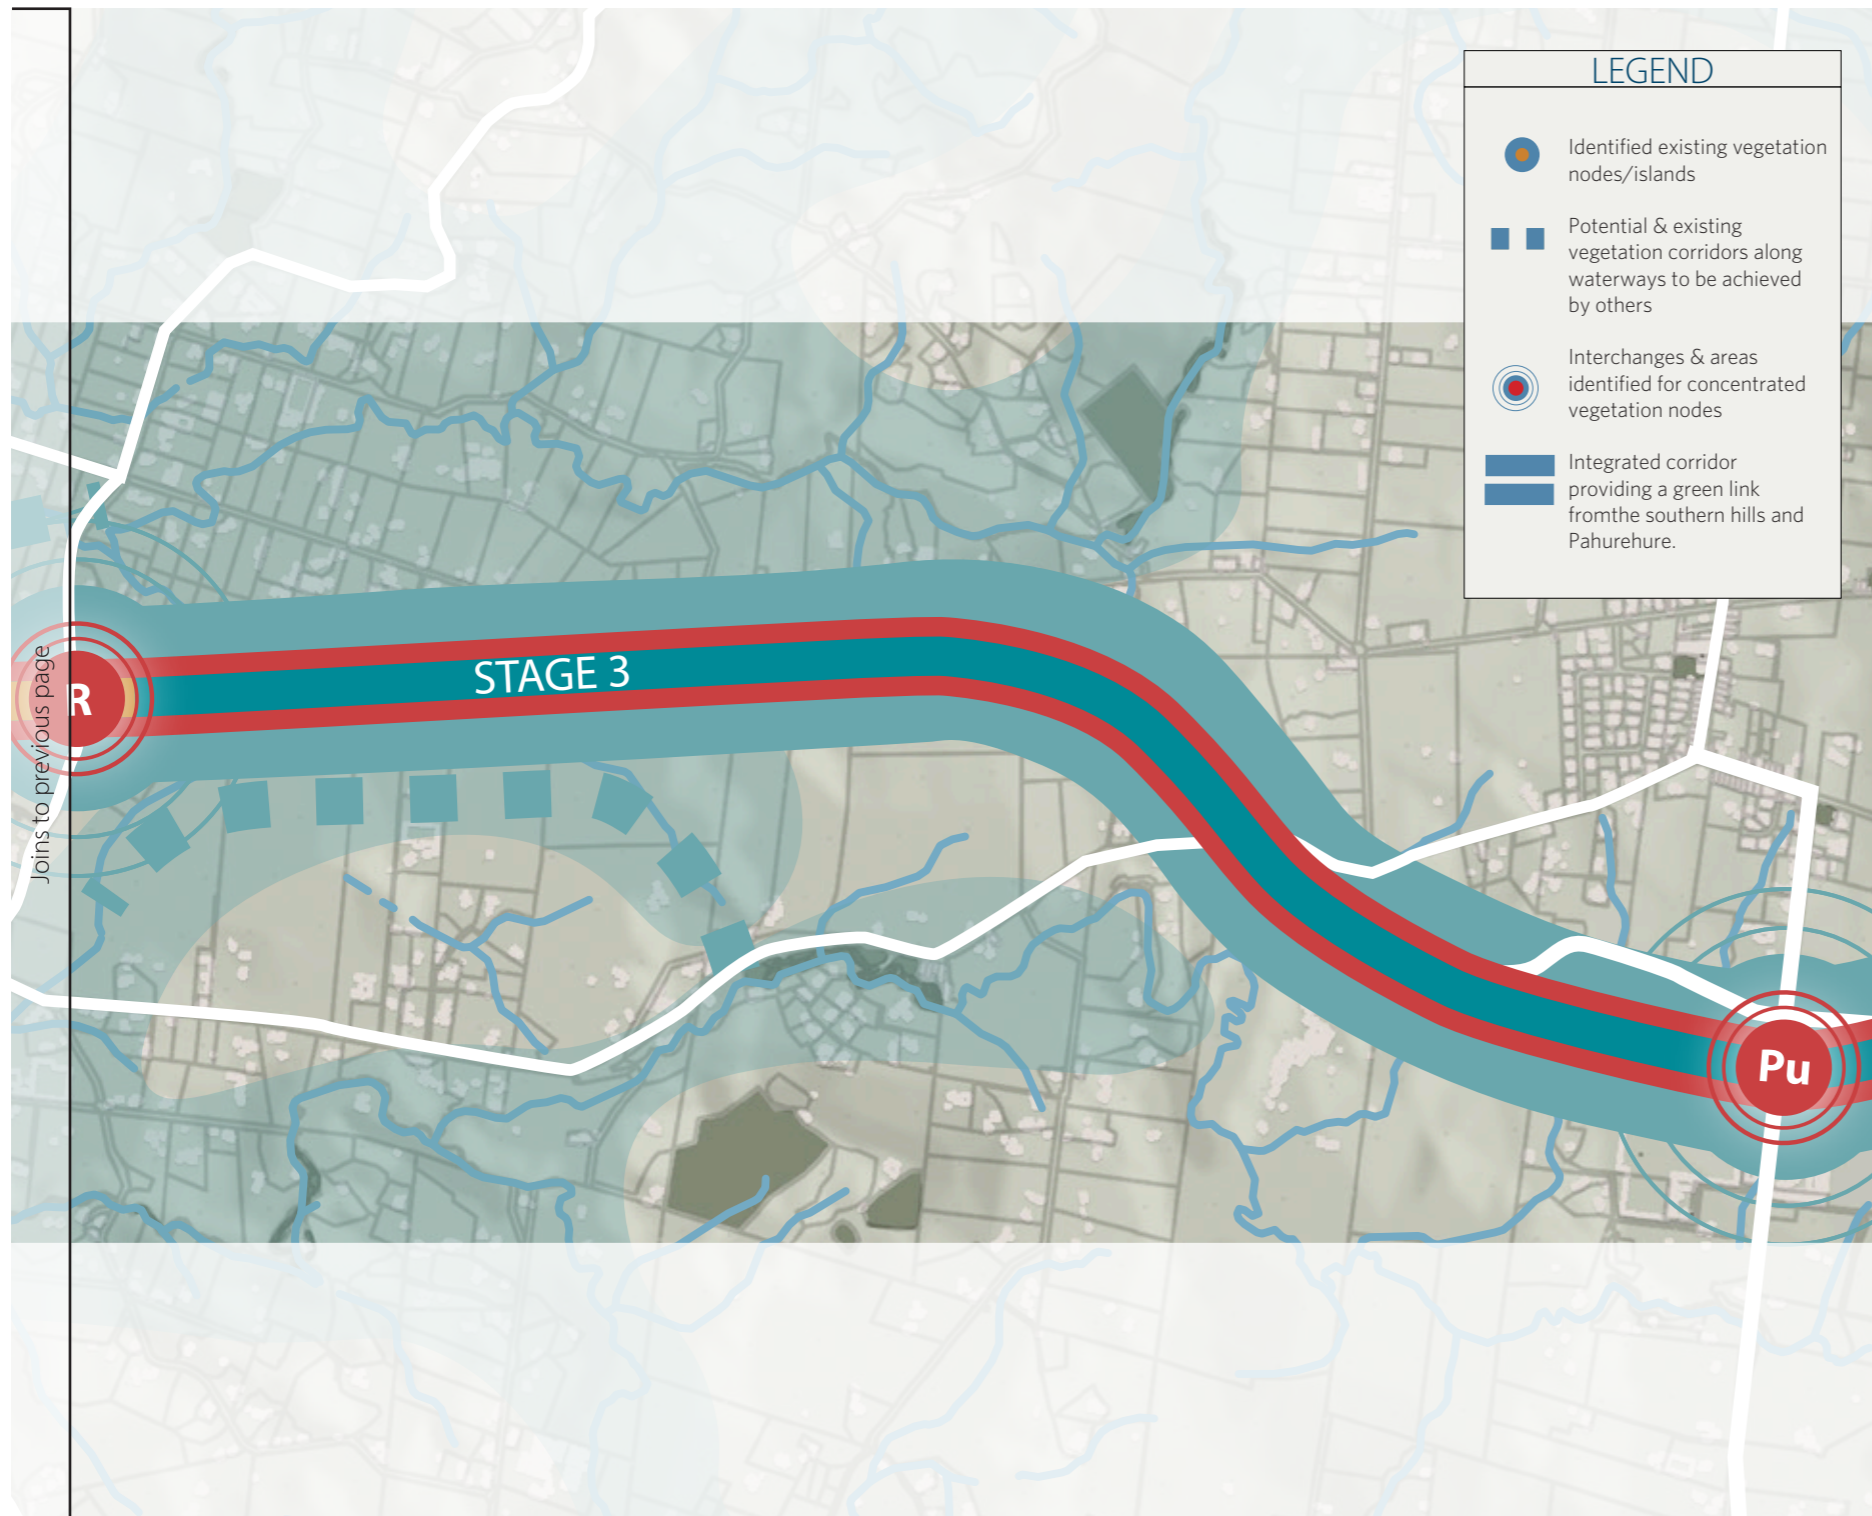 LEGEND
Identified existing vegetation
nodes/islands
Potential & existing
vegetation corridors along
waterways to be achieved
by others
Interchanges & areas
identified for concentrated
vegetation nodes
Integrated corridor
providing a green link
fromthe southern hills and
Pahurehure.
STAGE 3
R
Joins to previous page
Pu